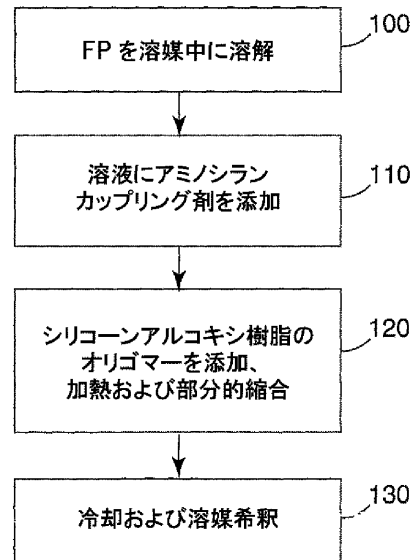 FP を溶媒中に溶解
100
溶液にアミノシラン
カップリング剤を添加
110
シリコーンアルコキシ樹脂の
オリゴマーを添加、
加熱および部分的縮合
120
冷却および溶媒希釈
130